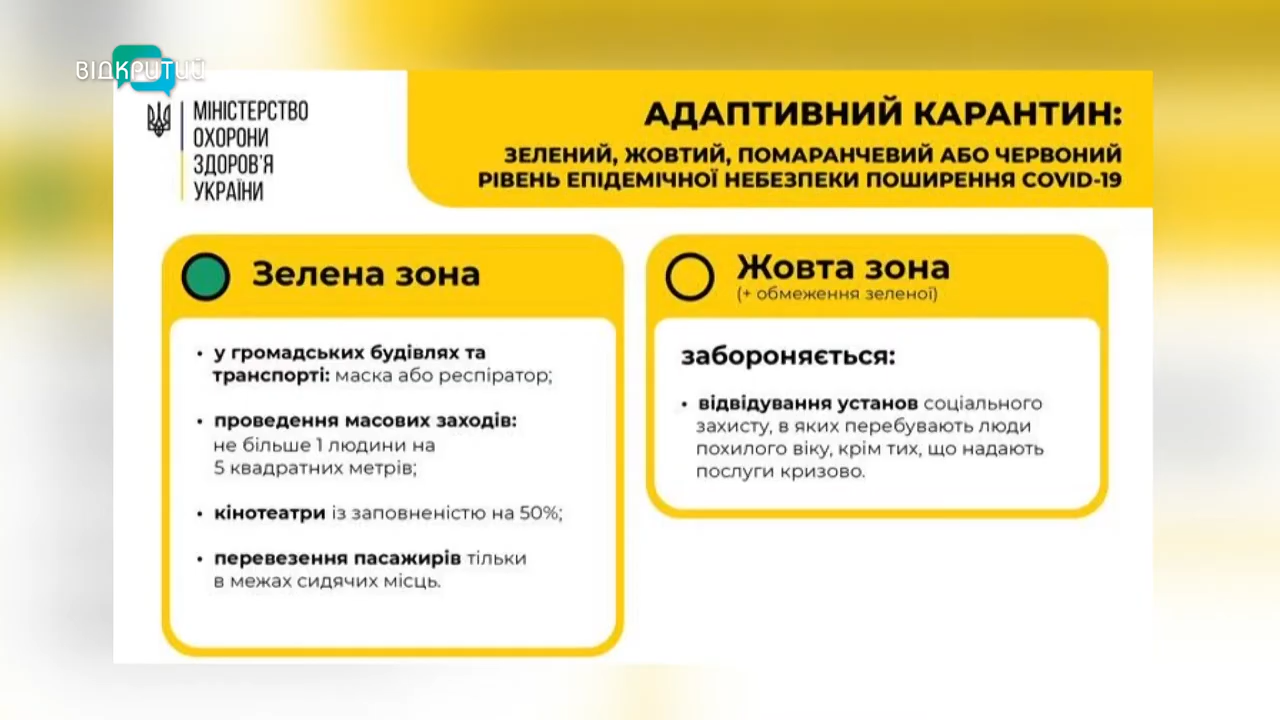 ВІДКРИТИЙ
МІНІСТЕРСТВО
ОХОРОНИ
ЗДОРОВ'Я
УКРАЇНИ
АДАПТИВНИЙ КАРАНТИН:
ЗЕЛЕНИЙ, ЖОВТИЙ, ПОМАРАНЧЕВИЙ АБО ЧЕРВОНИЙ
РІВЕНЬ ЕПІДЕМІЧНОЇ НЕБЕЗПЕКИ ПОШИРЕННЯ COVID-19
Зелена зона
• у громадських будівлях та
транспорті: маска або респіратор;
• проведення масових заходів:
не більше 1 людини на
5 квадратних метрів;
• кінотеатри із заповненістю на 50%;
• перевезення пасажирів тільки
в межах сидячих місць.
Жовта зона
(+ обмеження зеленої)
забороняється:
• відвідування установ соціального
захисту, в яких перебувають люди
похилого віку, крім тих, що надають
послуги кризово.